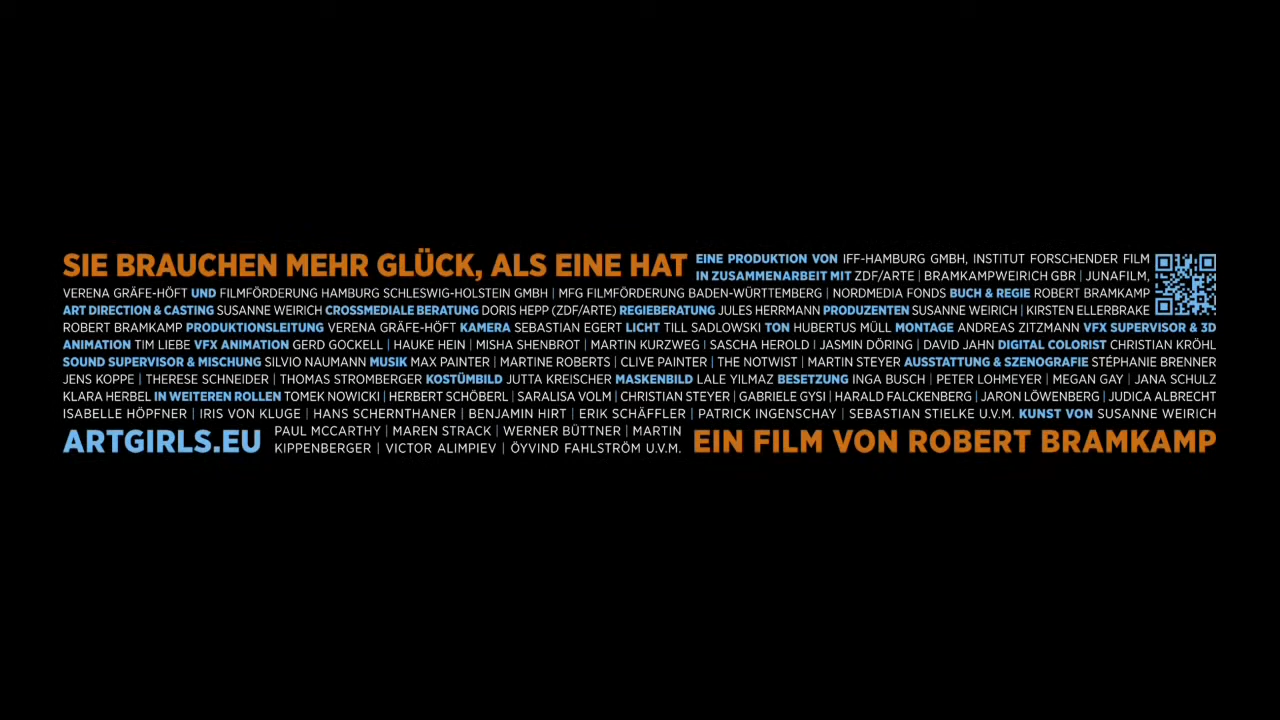 SIE BRAUCHEN MEHR GLÜCK, ALS EINE HAT
EINE PRODUKTION VON IFF-HAMBURG GMBH, INSTITUT FORSCHENDER FILM
IN ZUSAMMENARBEIT MIT ZDF/ARTE | BRAMKAMPWEIRICH GBR | JUNAFILM,
VERENA GRÄFE-HÖFT UND FILMFÖRDERUNG HAMBURG SCHLESWIG-HOLSTEIN GMBH | MFG FILMFÖRDERUNG BADEN-WÜRTTEMBERG | NORDMEDIA FONDS BUCH & REGIE ROBERT BRAMKAMP
ART DIRECTION & CASTING SUSANNE WEIRICH CROSSMEDIALE BERATUNG DORIS HEPP (ZDF/ARTE) REGIEBERATUNG JULES HERRMANN PRODUZENTEN SUSANNE WEIRICH | KIRSTEN ELLERBRAKE
ROBERT BRAMKAMP PRODUKTIONSLEITUNG VERENA GRÄFE-HÖFT KAMERA SEBASTIAN EGERT LICHT TILL SADLOWSKI TON HUBERTUS MÜLL MONTAGE ANDREAS ZITZMANN VFX SUPERVISOR & 3D
ANIMATION TIM LIEBE VFX ANIMATION GERD GOCKELL | HAUKE HEIN | MISHA SHENBROT | MARTIN KURZWEG | SASCHA HEROLD | JASMIN DÖRING | DAVID JAHN DIGITAL COLORIST CHRISTIAN KRÖHL
SOUND SUPERVISOR & MISCHUNG SILVIO NAUMANN MUSIK MAX PAINTER | MARTINE ROBERTS | CLIVE PAINTER | THE NOTWIST | MARTIN STEYER AUSSTATTUNG & SZENOGRAFIE STÉPHANIE BRENNER
JENS KOPPE | THERESE SCHNEIDER | THOMAS STROMBERGER KOSTÜMBILD JUTTA KREISCHER MASKENBILD LALE YILMAZ BESETZUNG INGA BUSCH | PETER LOHMEYER | MEGAN GAY | JANA SCHULZ
KLARA HERBEL IN WEITEREN ROLLEN TOMEK NOWICKI | HERBERT SCHÖBERL | SARALISA VOLM | CHRISTIAN STEYER | GABRIELE GYSI | HARALD FALCKENBERG | JARON LÖWENBERG | JUDICA ALBRECHT
ISABELLE HÖPFNER | IRIS VON KLUGE | HANS SCHERNTHANER | BENJAMIN HIRT | ERIK SCHÄFFLER | PATRICK INGENSCHAY | SEBASTIAN STIELKE U.V.M. KUNST VON SUSANNE WEIRICH
ARTGIRLS.EU
PAUL MCCARTHY | MAREN STRACK | WERNER BÜTTNER | MARTIN
KIPPENBERGER | VICTOR ALIMPIEV | ÖYVIND FAHLSTRÖM U.V.M.
EIN FILM VON ROBERT BRAMKAMP